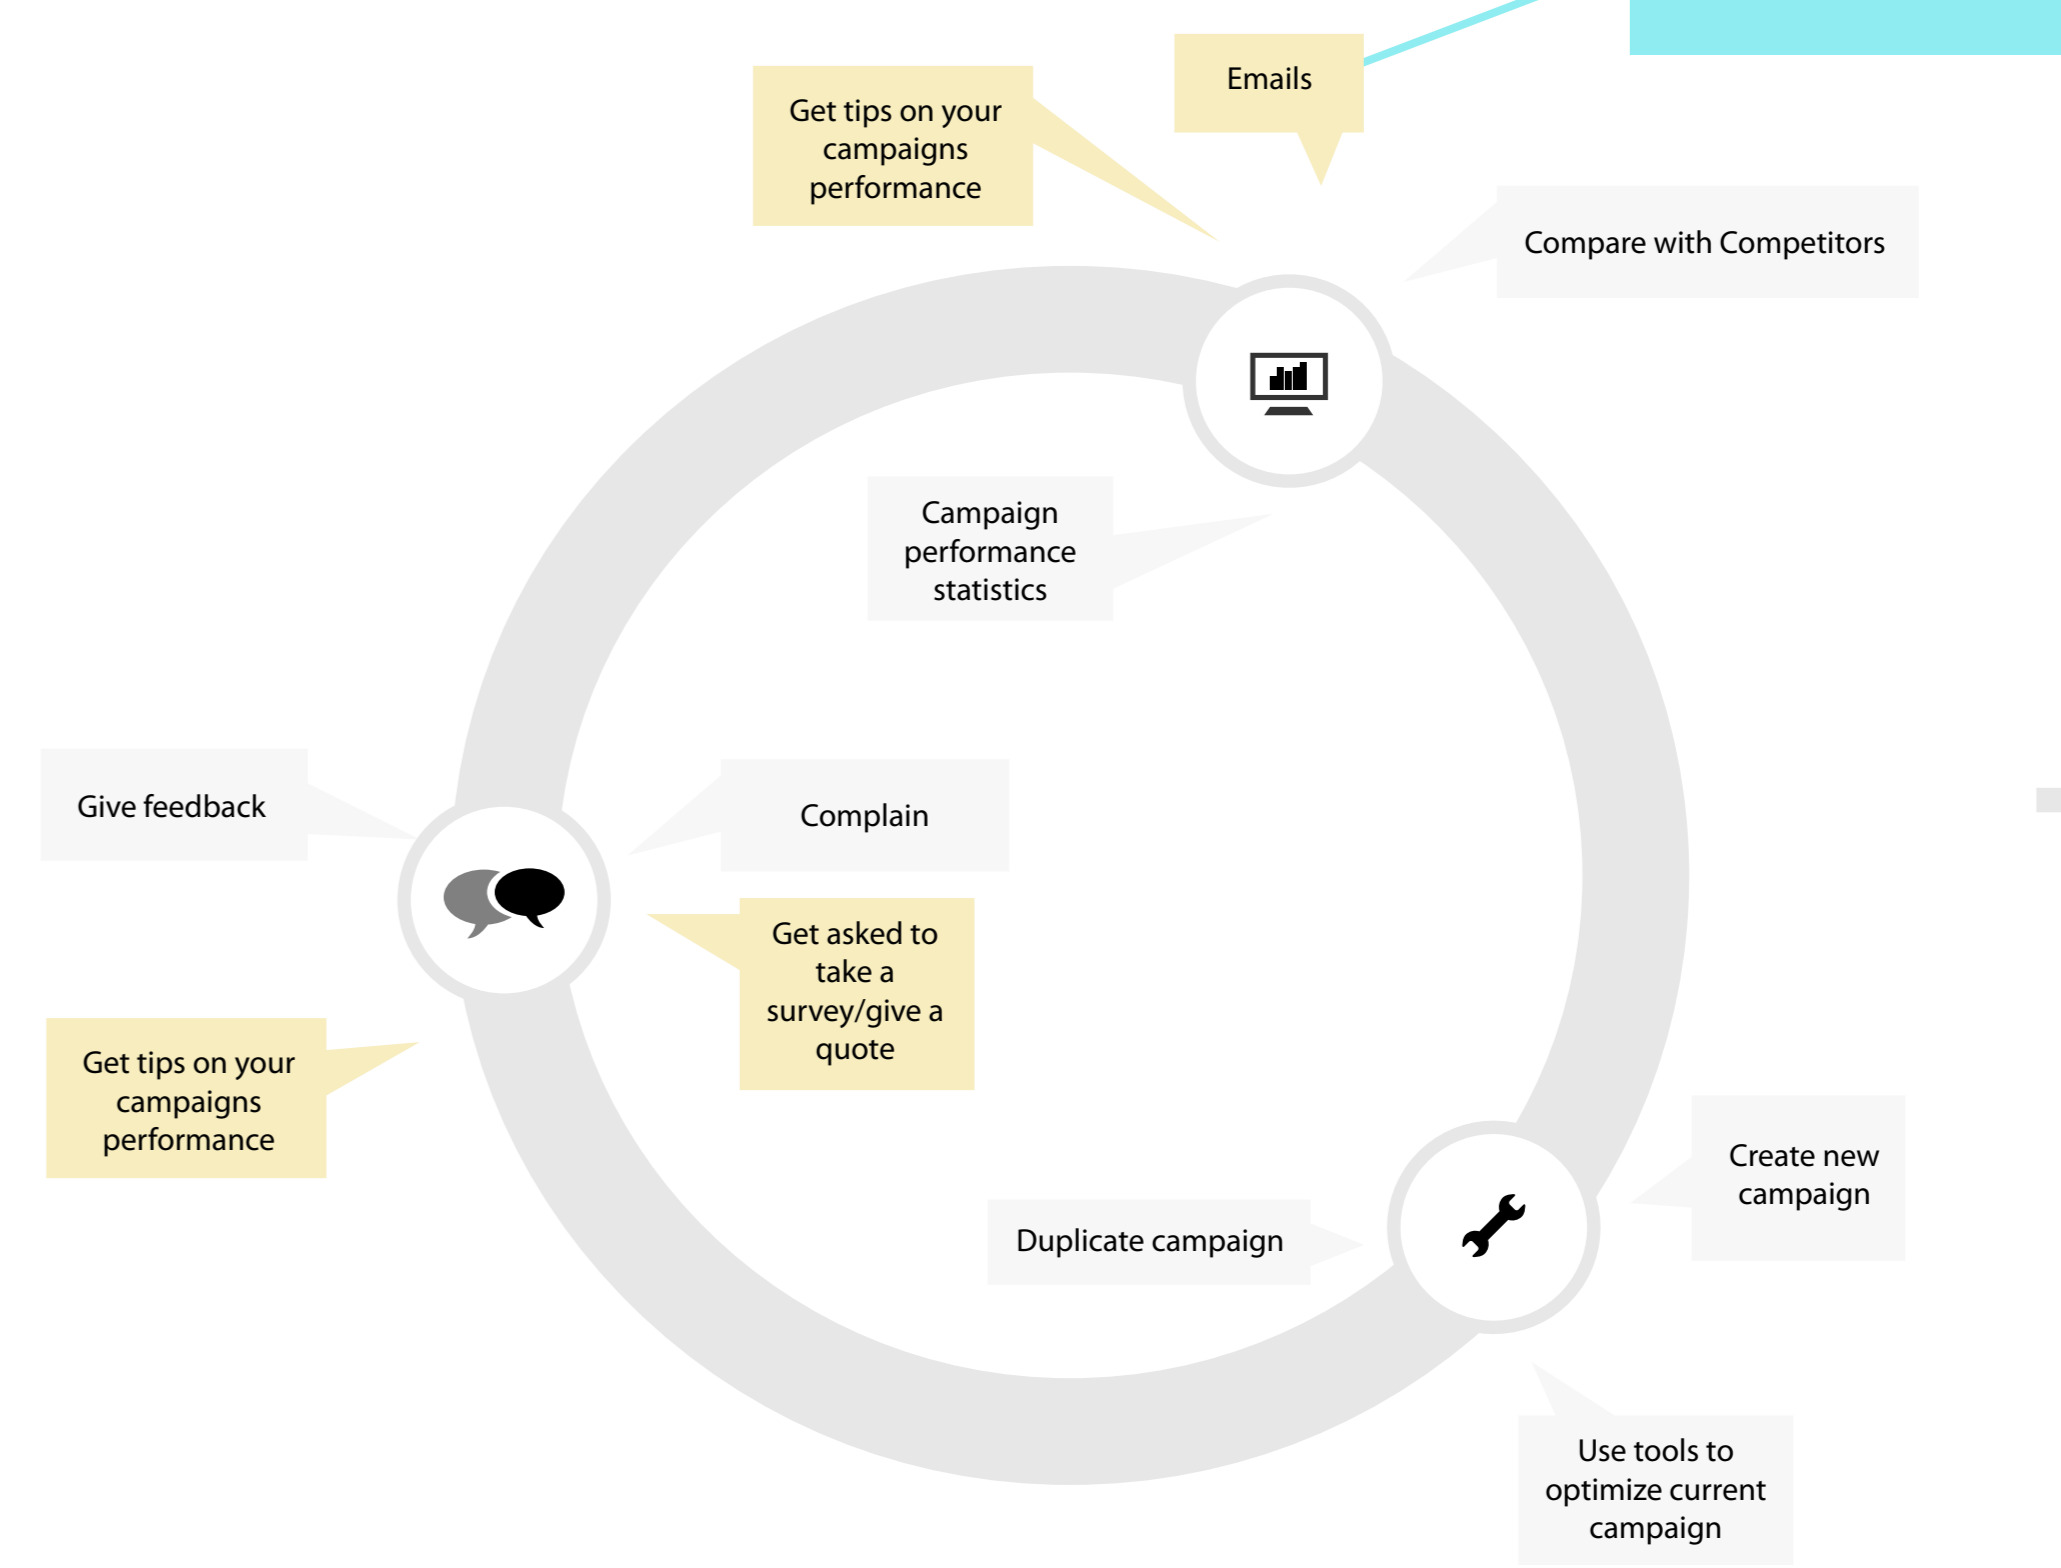 Emails
Get tips on your
campaigns
performance
Compare with Competitors
Campaign
performance
statistics
Give feedback
Complain
Get asked to
take a
survey/give a
quote
Get tips on your
campaigns
performance
Create new
campaign
Duplicate campaign
Use tools to
optimize current
campaign